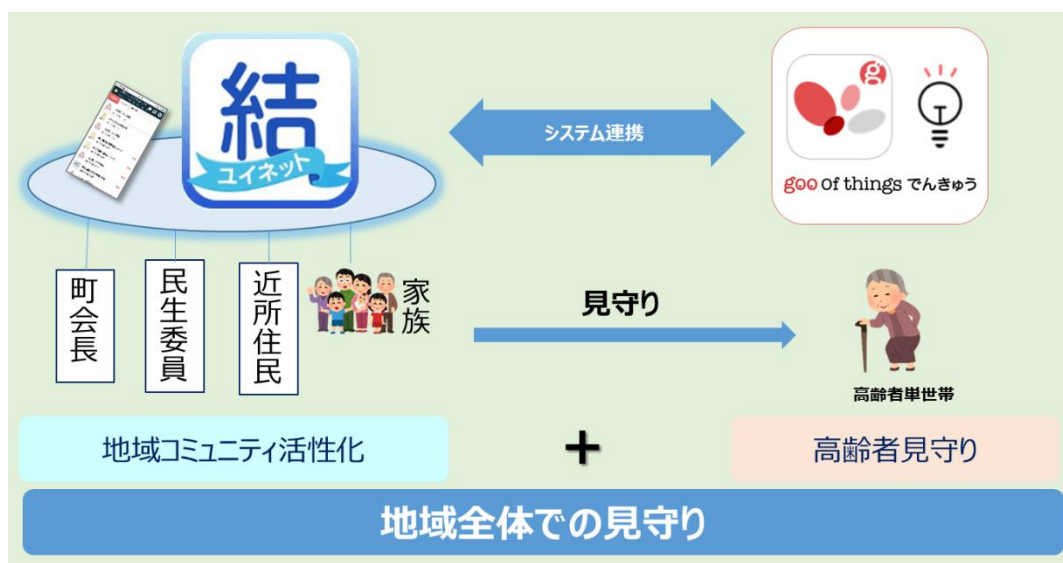 結
ユイネット
システム連携
g
goo of things でんきゅう
町会長
民生委員
近所住民
家族
見守り
高齢者単世帯
地域コミュニティ活性化
+
高齢者見守り
地域全体での見守り